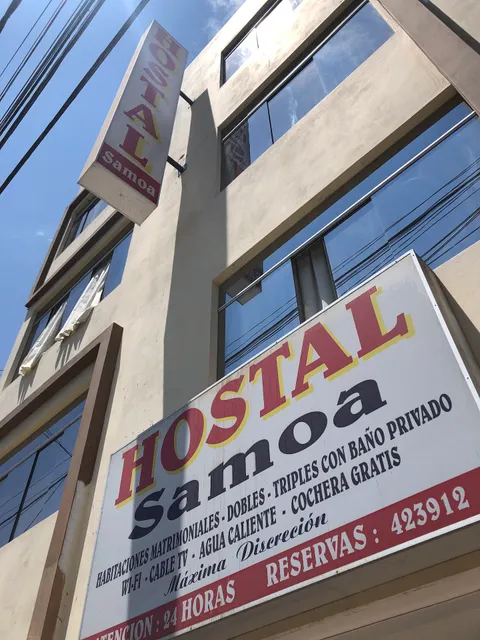 HOSTAL
Samoa
HOSTAL
Samoa
HABITACIONES MATRIMONIALES - DOBLES - TRIPLES CON BAÑO PRIVADO
WI-FI - CABLE TV - AGUA CALIENTE - COCHERA GRATIS
Máxima Discreción
ATENCION : 24 HORAS RESERVAS : 423912